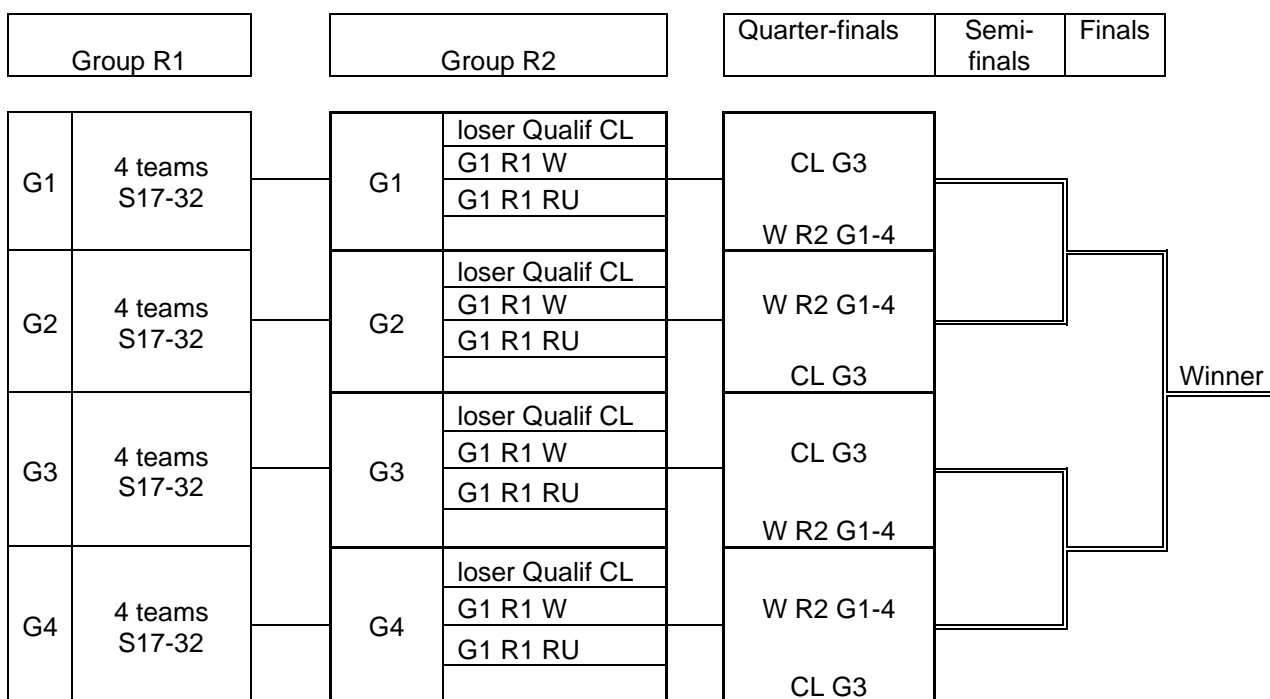 Group R1
Group R2
Quarter-finals
Semi-
finals
Finals
G1
4 teams
S17-32
G1
loser Qualif CL
G1 R1 W
G1 R1 RU
CL G3
W R2 G1-4
G2
4 teams
S17-32
G2
loser Qualif CL
G1 R1 W
G1 R1 RU
W R2 G1-4
CL G3
Winner
G3
4 teams
S17-32
G3
loser Qualif CL
G1 R1 W
G1 R1 RU
CL G3
W R2 G1-4
G4
4 teams
S17-32
G4
loser Qualif CL
G1 R1 W
G1 R1 RU
W R2 G1-4
CL G3